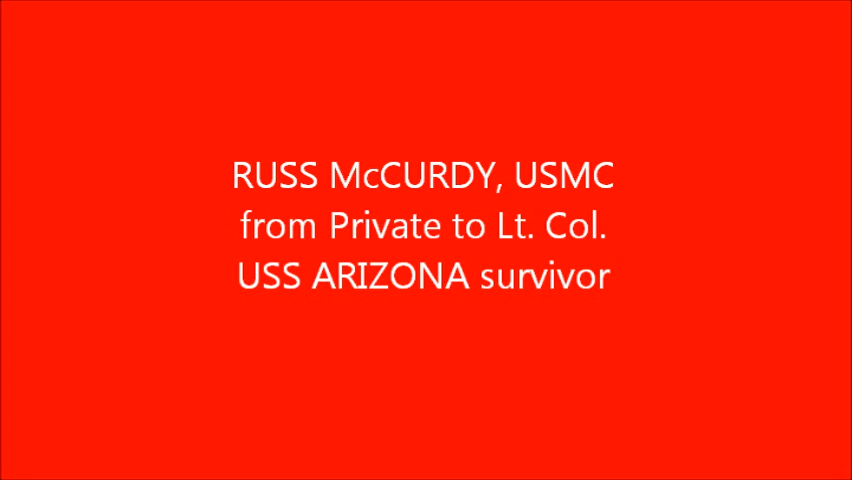 RUSS McCURDY, USMC
from Private to Lt. Col.
USS ARIZONA survivor